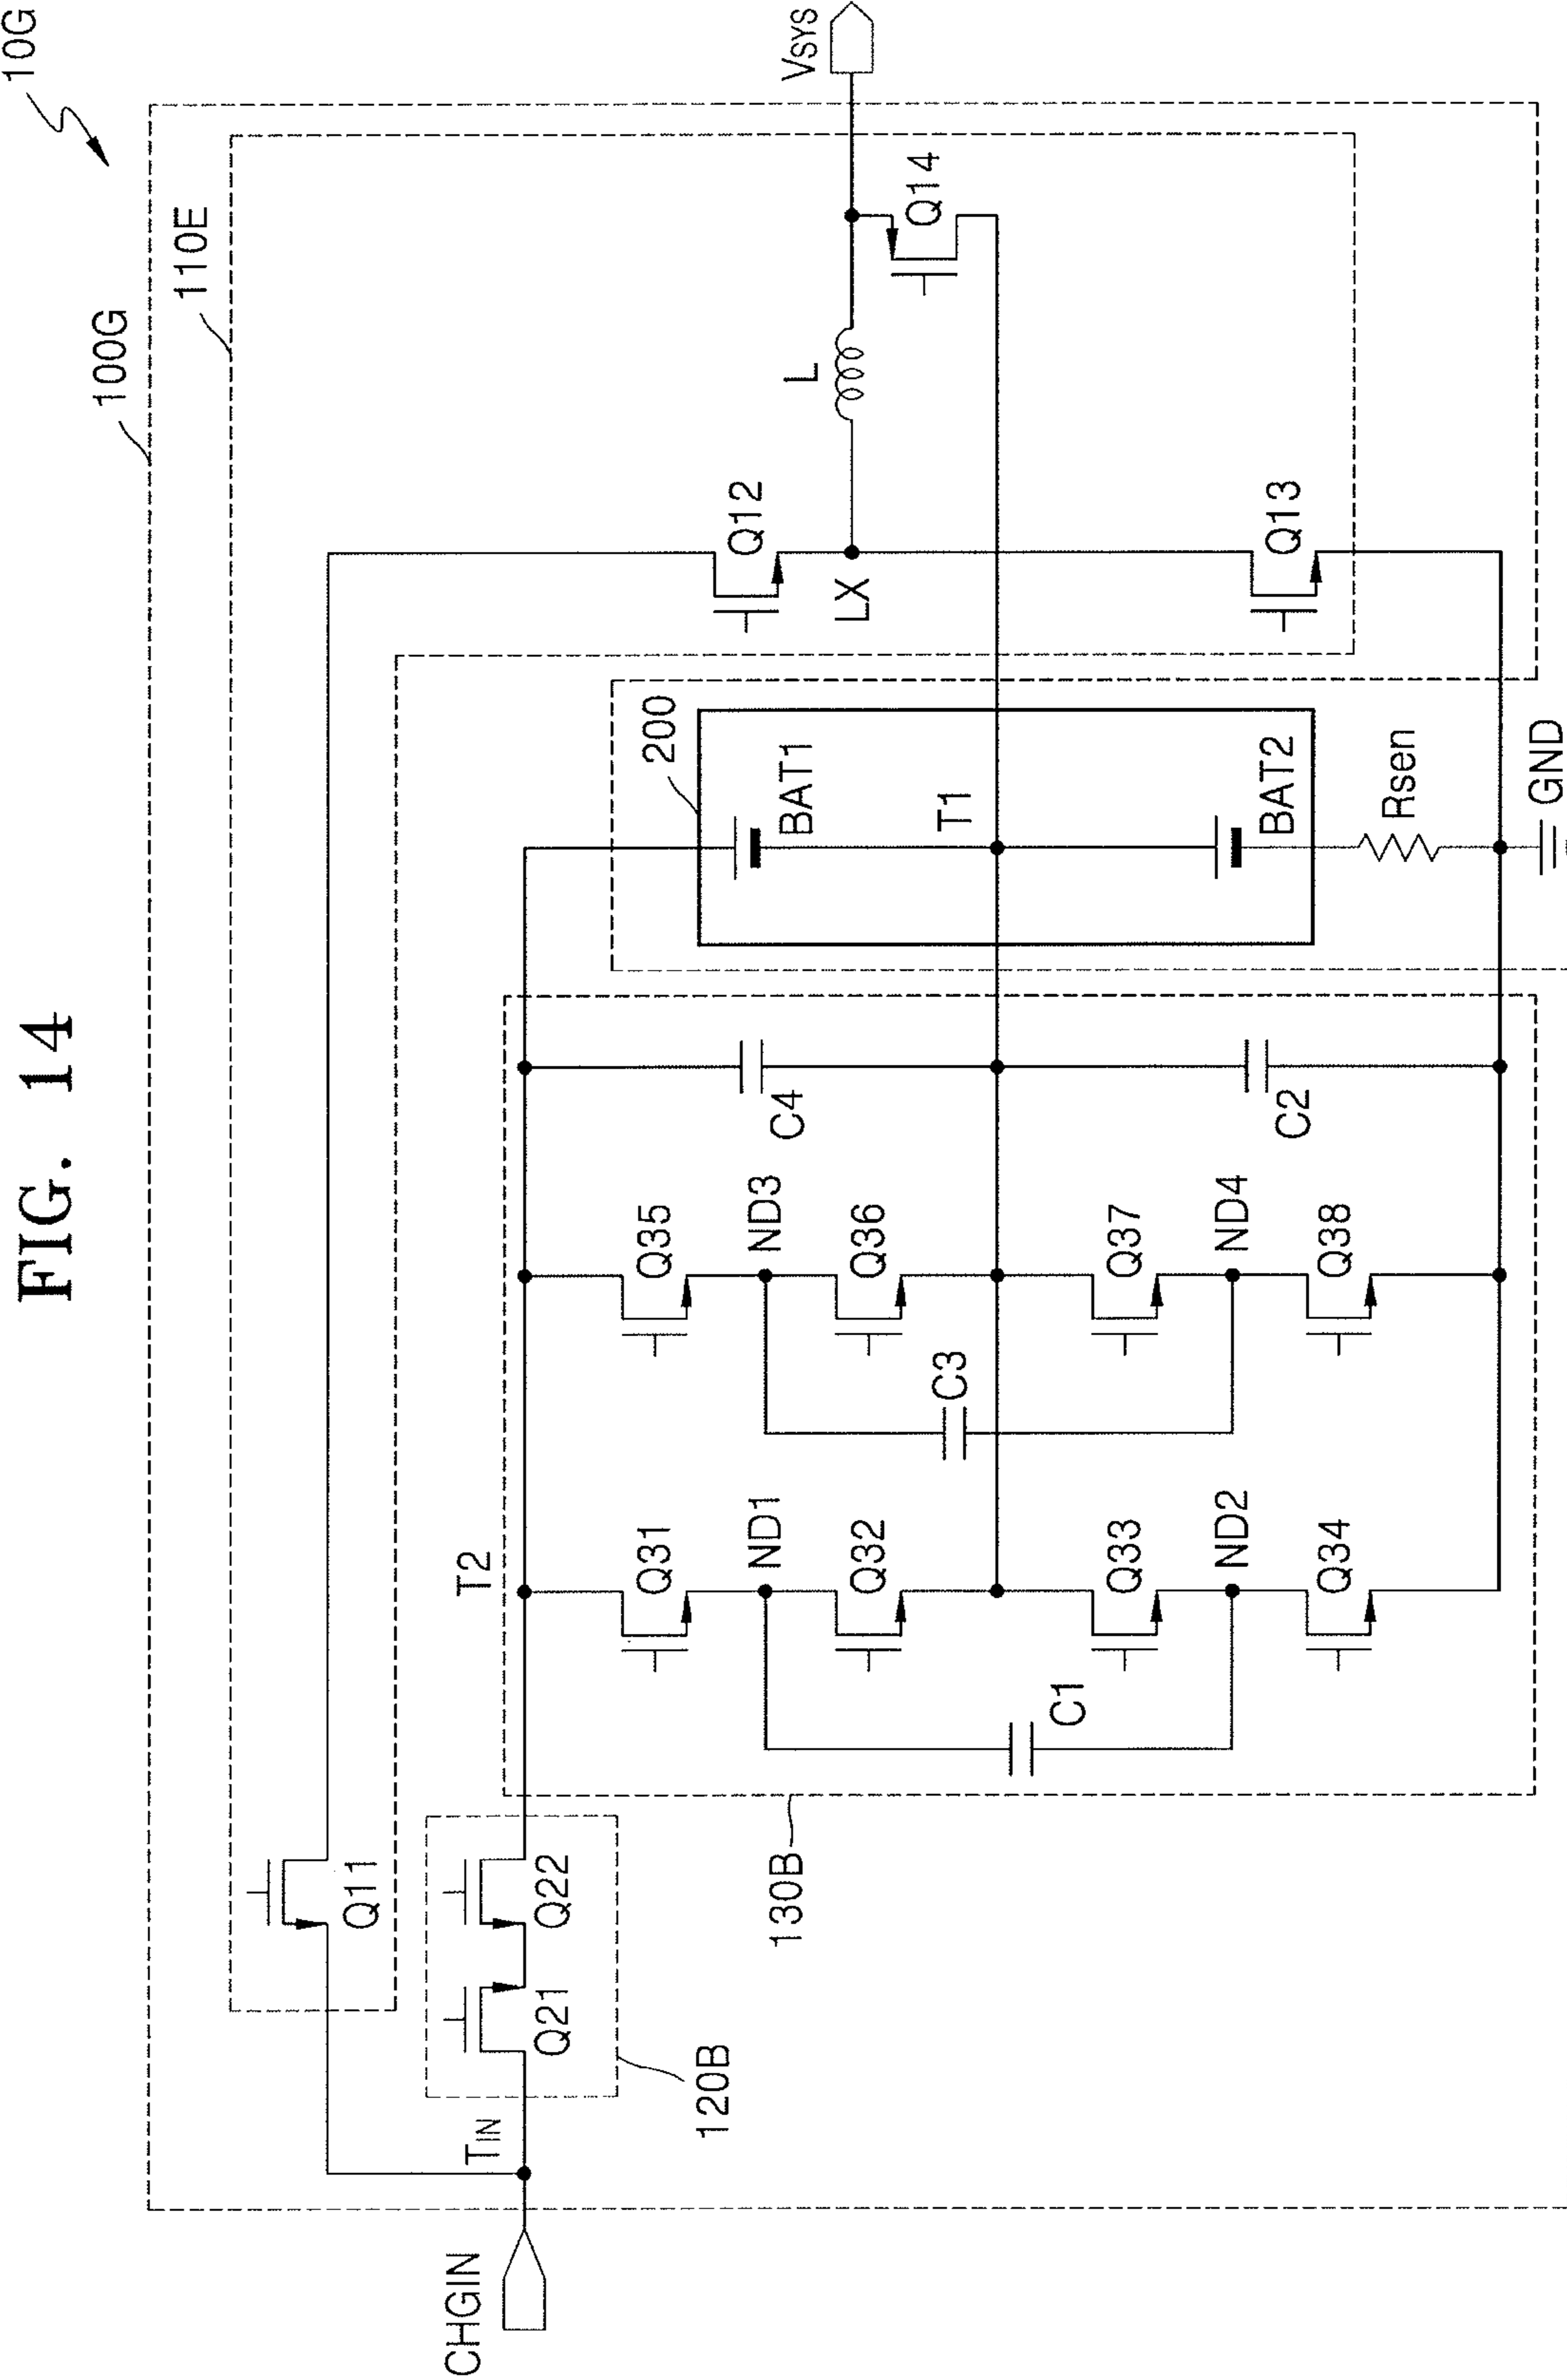 FIG. 14
10G
100G
110E
CHGIN
TIN
Q11
Q21
Q22
120B
T2
130B
Q31
ND1
Q32
Q33
ND2
Q34
C1
Q35
ND3
Q36
Q37
ND4
Q38
C3
C4
C2
200
BAT1
T1
BAT2
Rsen
GND
Q12
LX
Q13
L
Q14
VSYS